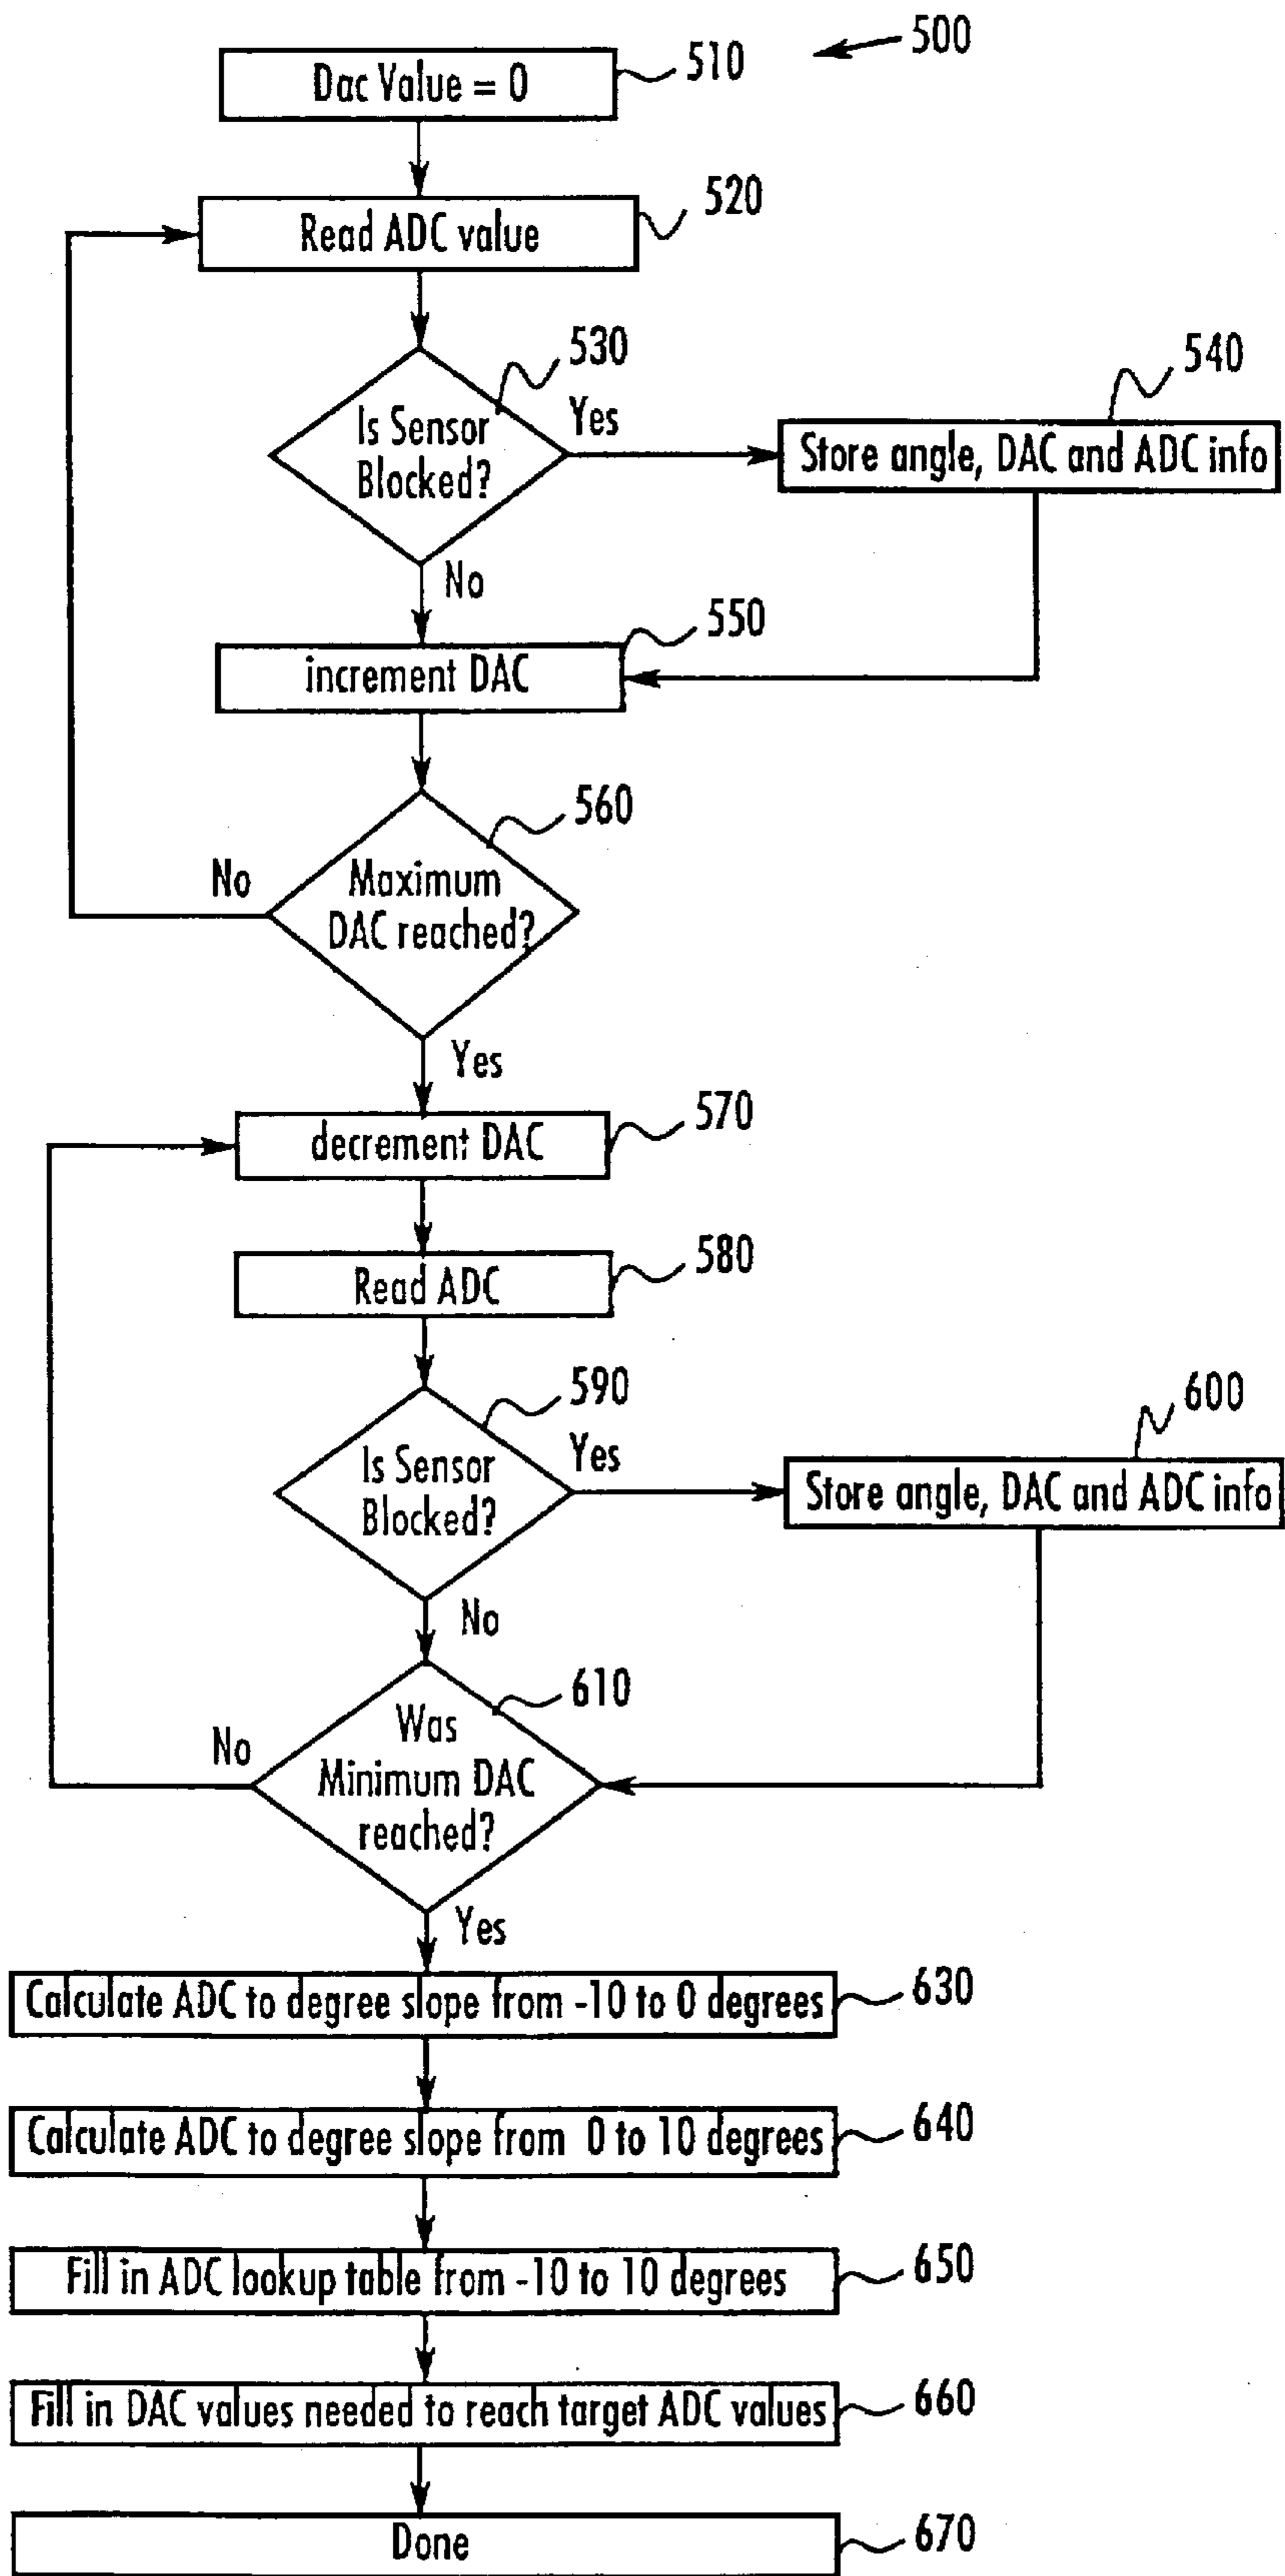 500
Dac Value = 0
510
Read ADC value
520
Is Sensor
Blocked?
530
Yes
Store angle, DAC and ADC info
540
No
increment DAC
550
Maximum
DAC reached?
560
No
Yes
decrement DAC
570
Read ADC
580
Is Sensor
Blocked?
590
Yes
Store angle, DAC and ADC info
600
No
Was
Minimum DAC
reached?
610
No
Yes
Calculate ADC to degree slope from -10 to 0 degrees
630
Calculate ADC to degree slope from 0 to 10 degrees
640
Fill in ADC lookup table from -10 to 10 degrees
650
Fill in DAC values needed to reach target ADC values
660
Done
670